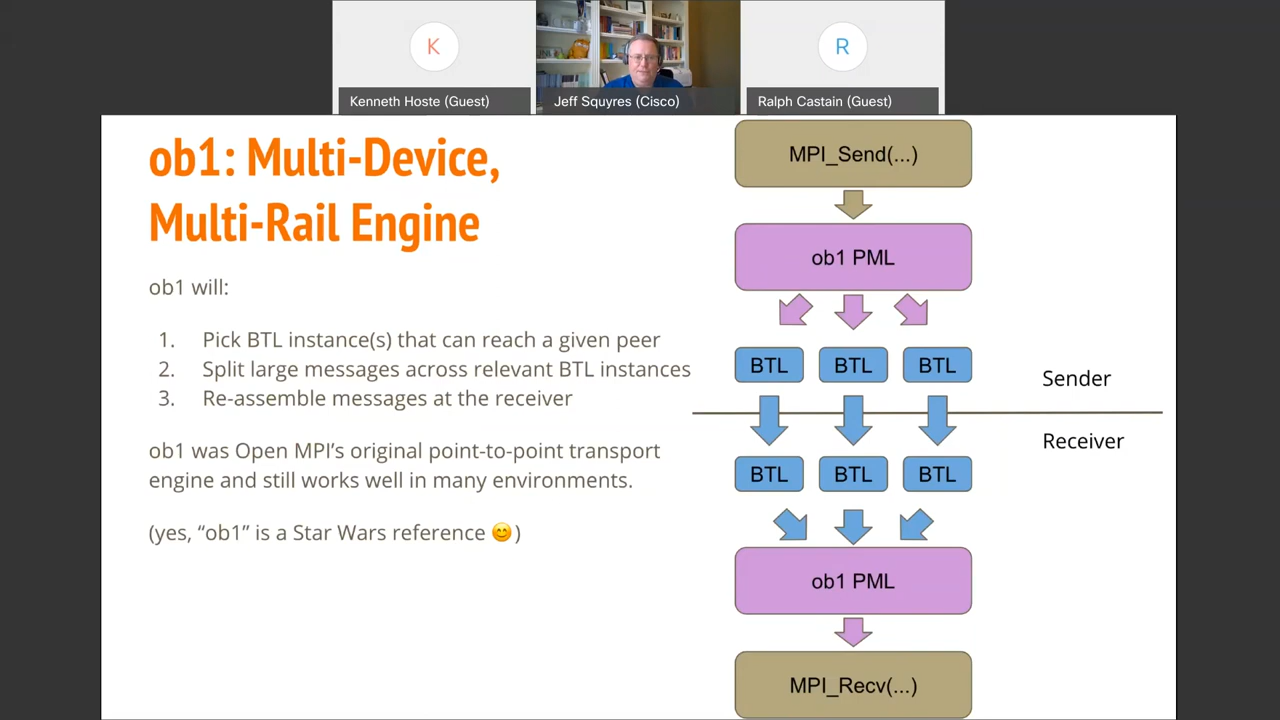 K
R
Kenneth Hoste (Guest)
Jeff Squyres (Cisco)
Ralph Castain (Guest)
ob1: Multi-Device,
Multi-Rail Engine
ob1 will:
1. Pick BTL instance(s) that can reach a given peer
2. Split large messages across relevant BTL instances
3. Re-assemble messages at the receiver
ob1 was Open MPI’s original point-to-point transport
engine and still works well in many environments.
(yes, “ob1” is a Star Wars reference 😊)
MPI_Send(...)
ob1 PML
BTL BTL BTL
Sender
Receiver
BTL BTL BTL
ob1 PML
MPI_Recv(...)